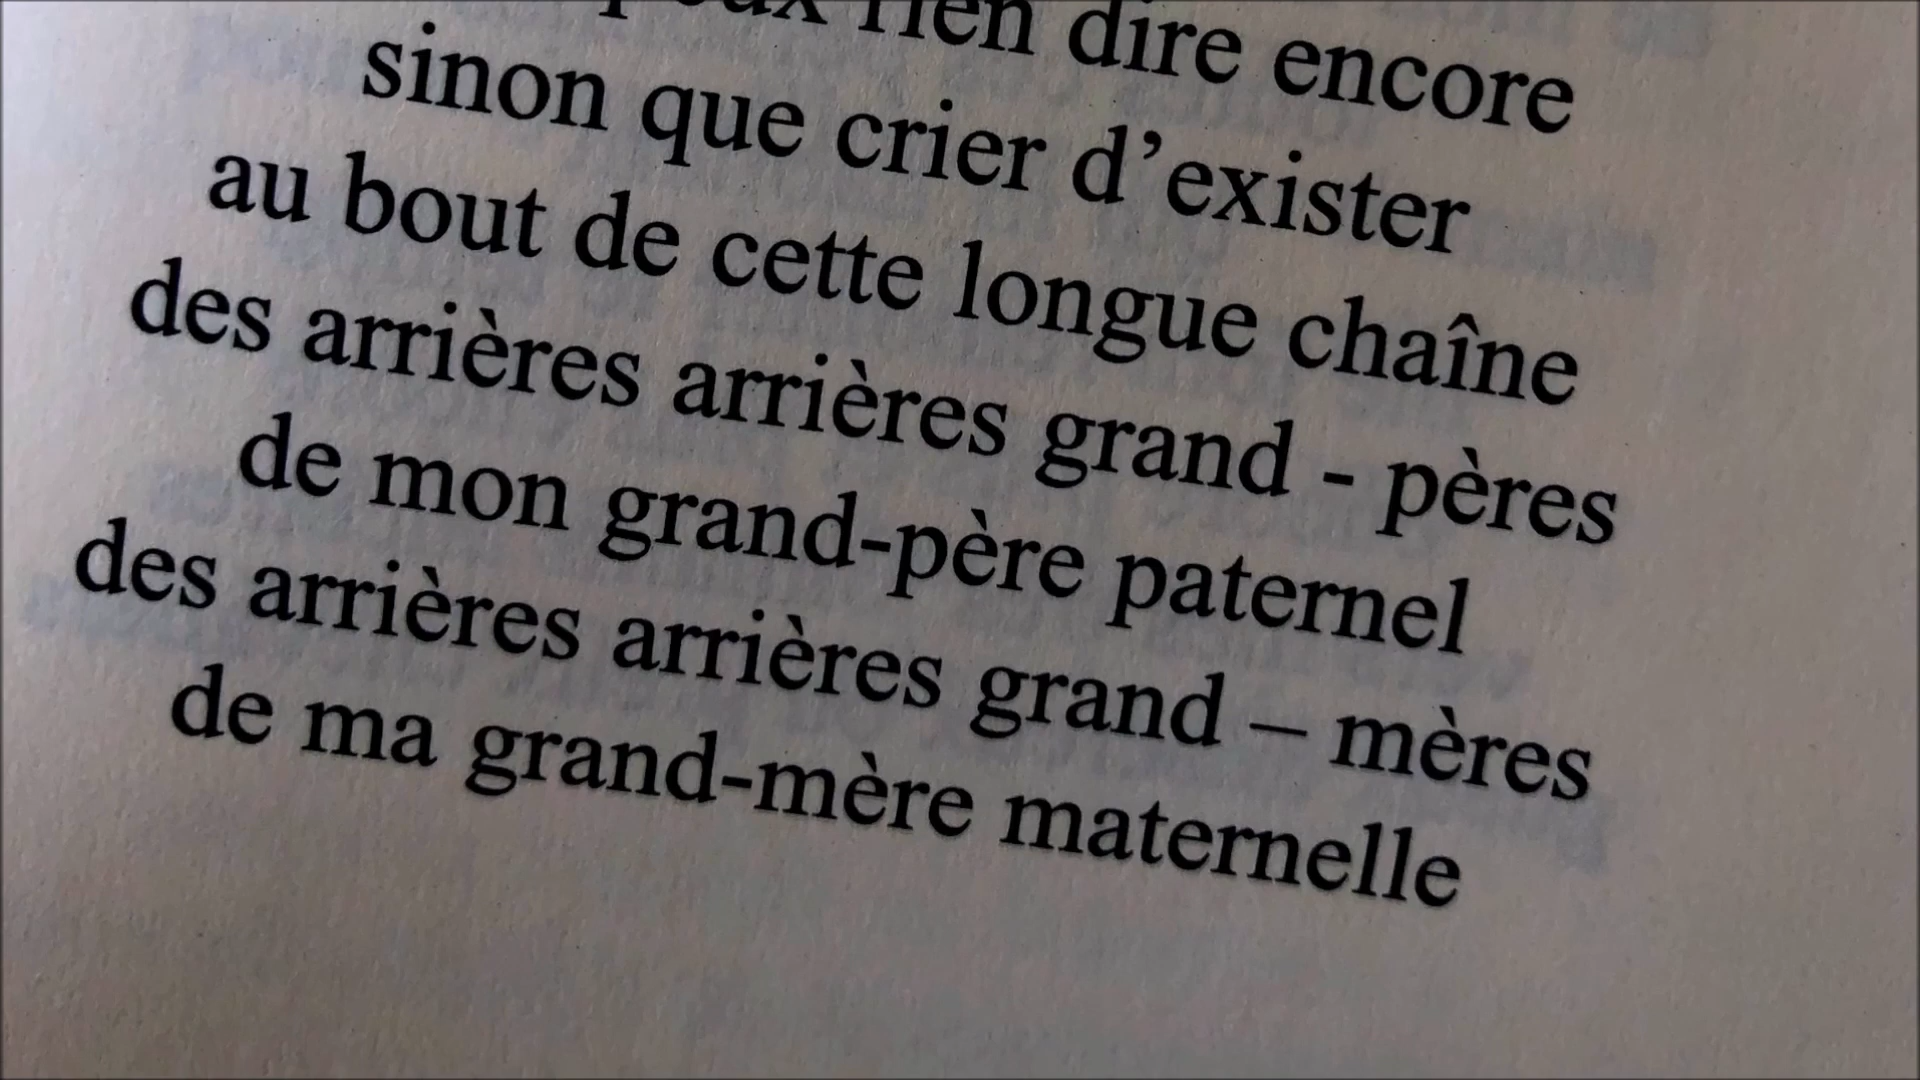 peux rien dire encore
sinon que crier d’exister
au bout de cette longue chaîne
des arrières arrières grand - pères
de mon grand-père paternel
des arrières arrières grand – mères
de ma grand-mère maternelle